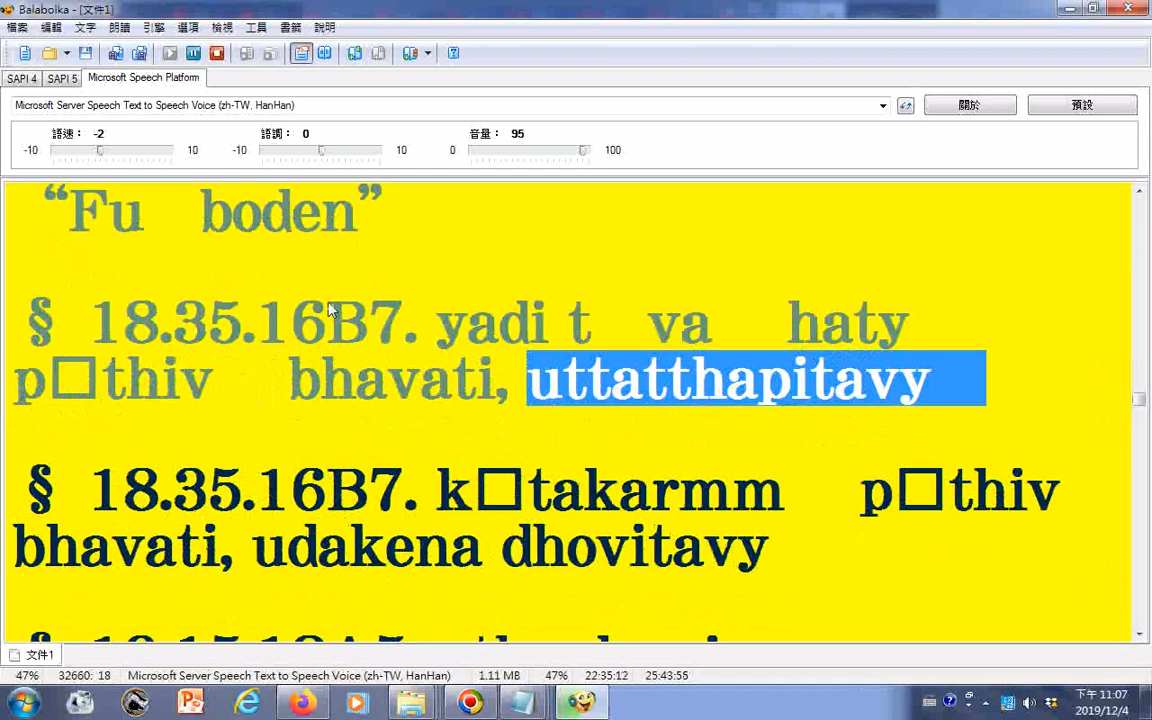 Balabolka - [文件1]
檔案 編輯 文字 朗讀 引擎 選項 檢視 工具 書籤 說明
SAPI 4 SAPI 5 Microsoft Speech Platform
Microsoft Server Speech Text to Speech Voice (zh-TW, HanHan) 關於 預設
語速： -2 語調： 0 音量： 95
-10 10 -10 10 0 100
“Fu boden”
§ 18.35.16B7. yadi t va haty
p□thiv bhavati, uttatthapitavy
§ 18.35.16B7. k□takarmm p□thiv
bhavati, udakena dhovitavy
文件1
47% 32660: 18 Microsoft Server Speech Text to Speech Voice (zh-TW, HanHan) 1.11 MB 47% 22:35:12 25:43:55
下午 11:07
2019/12/4